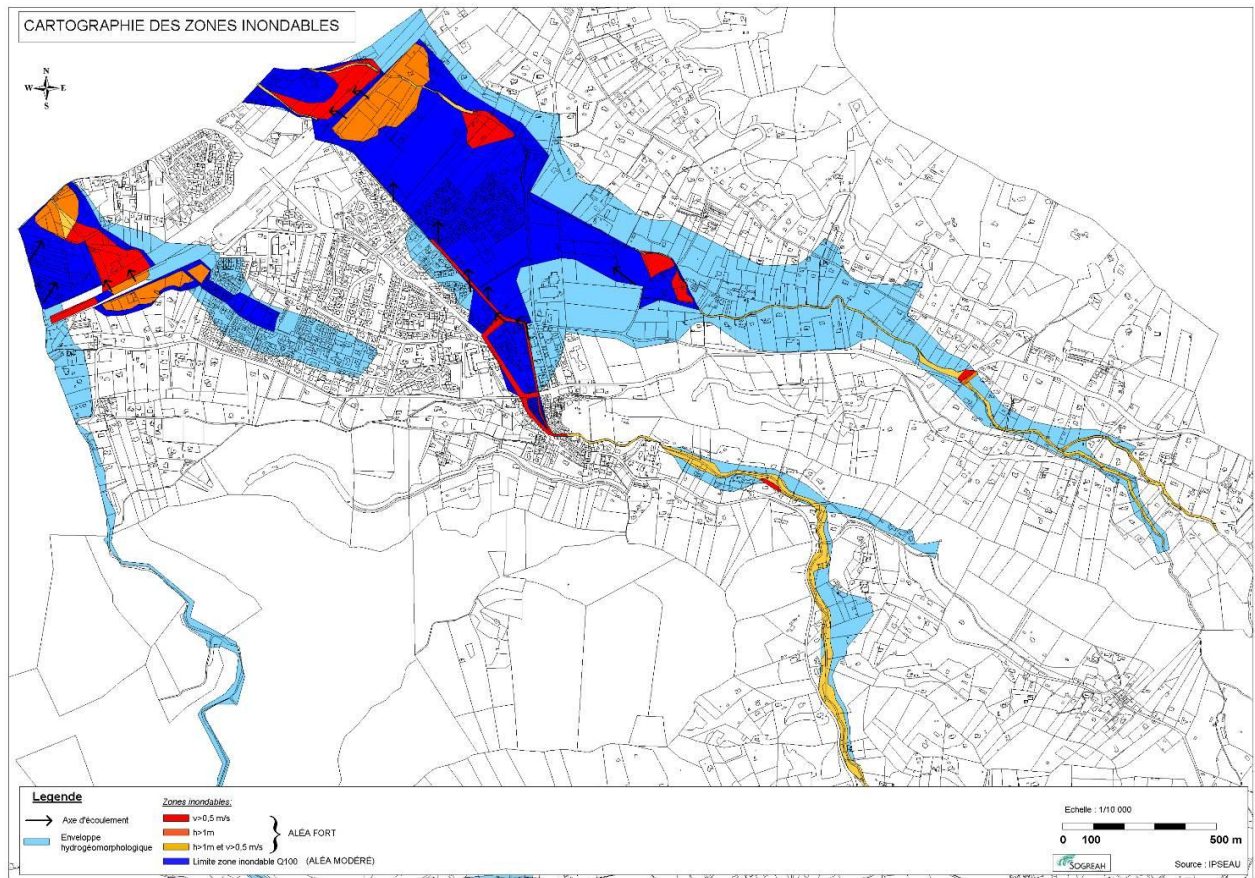 CARTOGRAPHIE DES ZONES INONDABLES
N
W E
S
Legende
Axe d'écoulement
Enveloppe
hydrogéomorphologique
Zones inondables:
v>0,5 m/s
h>1m
h>1m et v>0,5 m/s
ALÉA FORT
Limite zone inondable Q100 (ALÉA MODÉRÉ)
Echelle : 1/10 000
0 100 500 m
SOGREAH
Source : IPSEAU